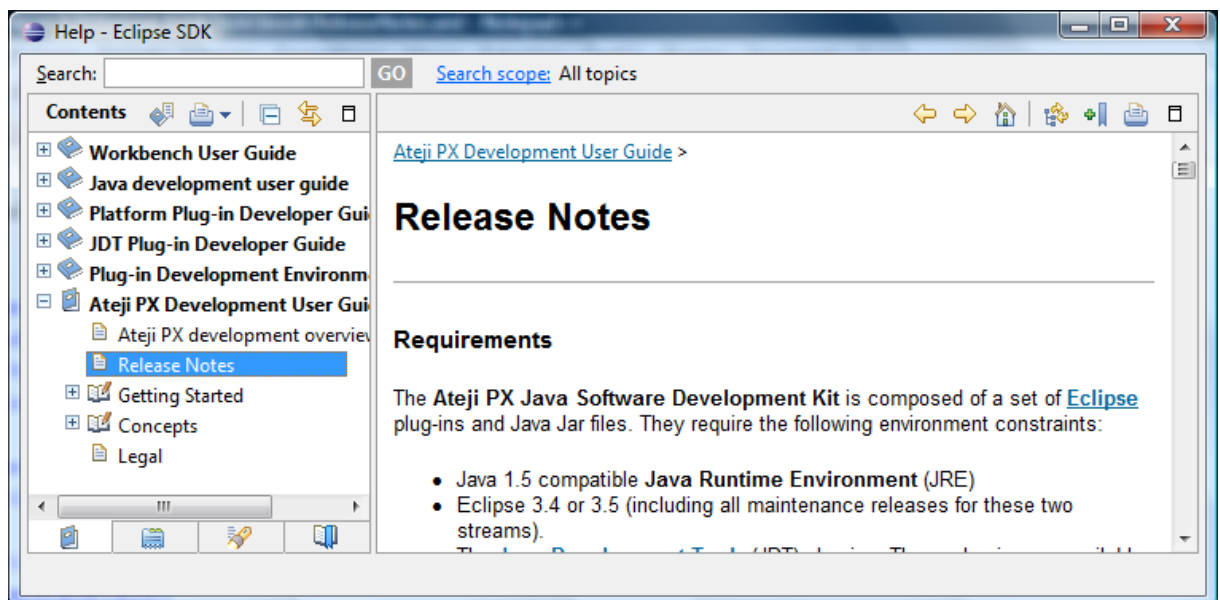 Help - Eclipse SDK
Search:
GO
Search scope: All topics
Contents
Workbench User Guide
Java development user guide
Platform Plug-in Developer Gui
JDT Plug-in Developer Guide
Plug-in Development Environm
Ateji PX Development User Gui
Ateji PX development overview
Release Notes
Getting Started
Concepts
Legal
Ateji PX Development User Guide >
Release Notes
Requirements
The Ateji PX Java Software Development Kit is composed of a set of Eclipse
plug-ins and Java Jar files. They require the following environment constraints:
• Java 1.5 compatible Java Runtime Environment (JRE)
• Eclipse 3.4 or 3.5 (including all maintenance releases for these two
streams).